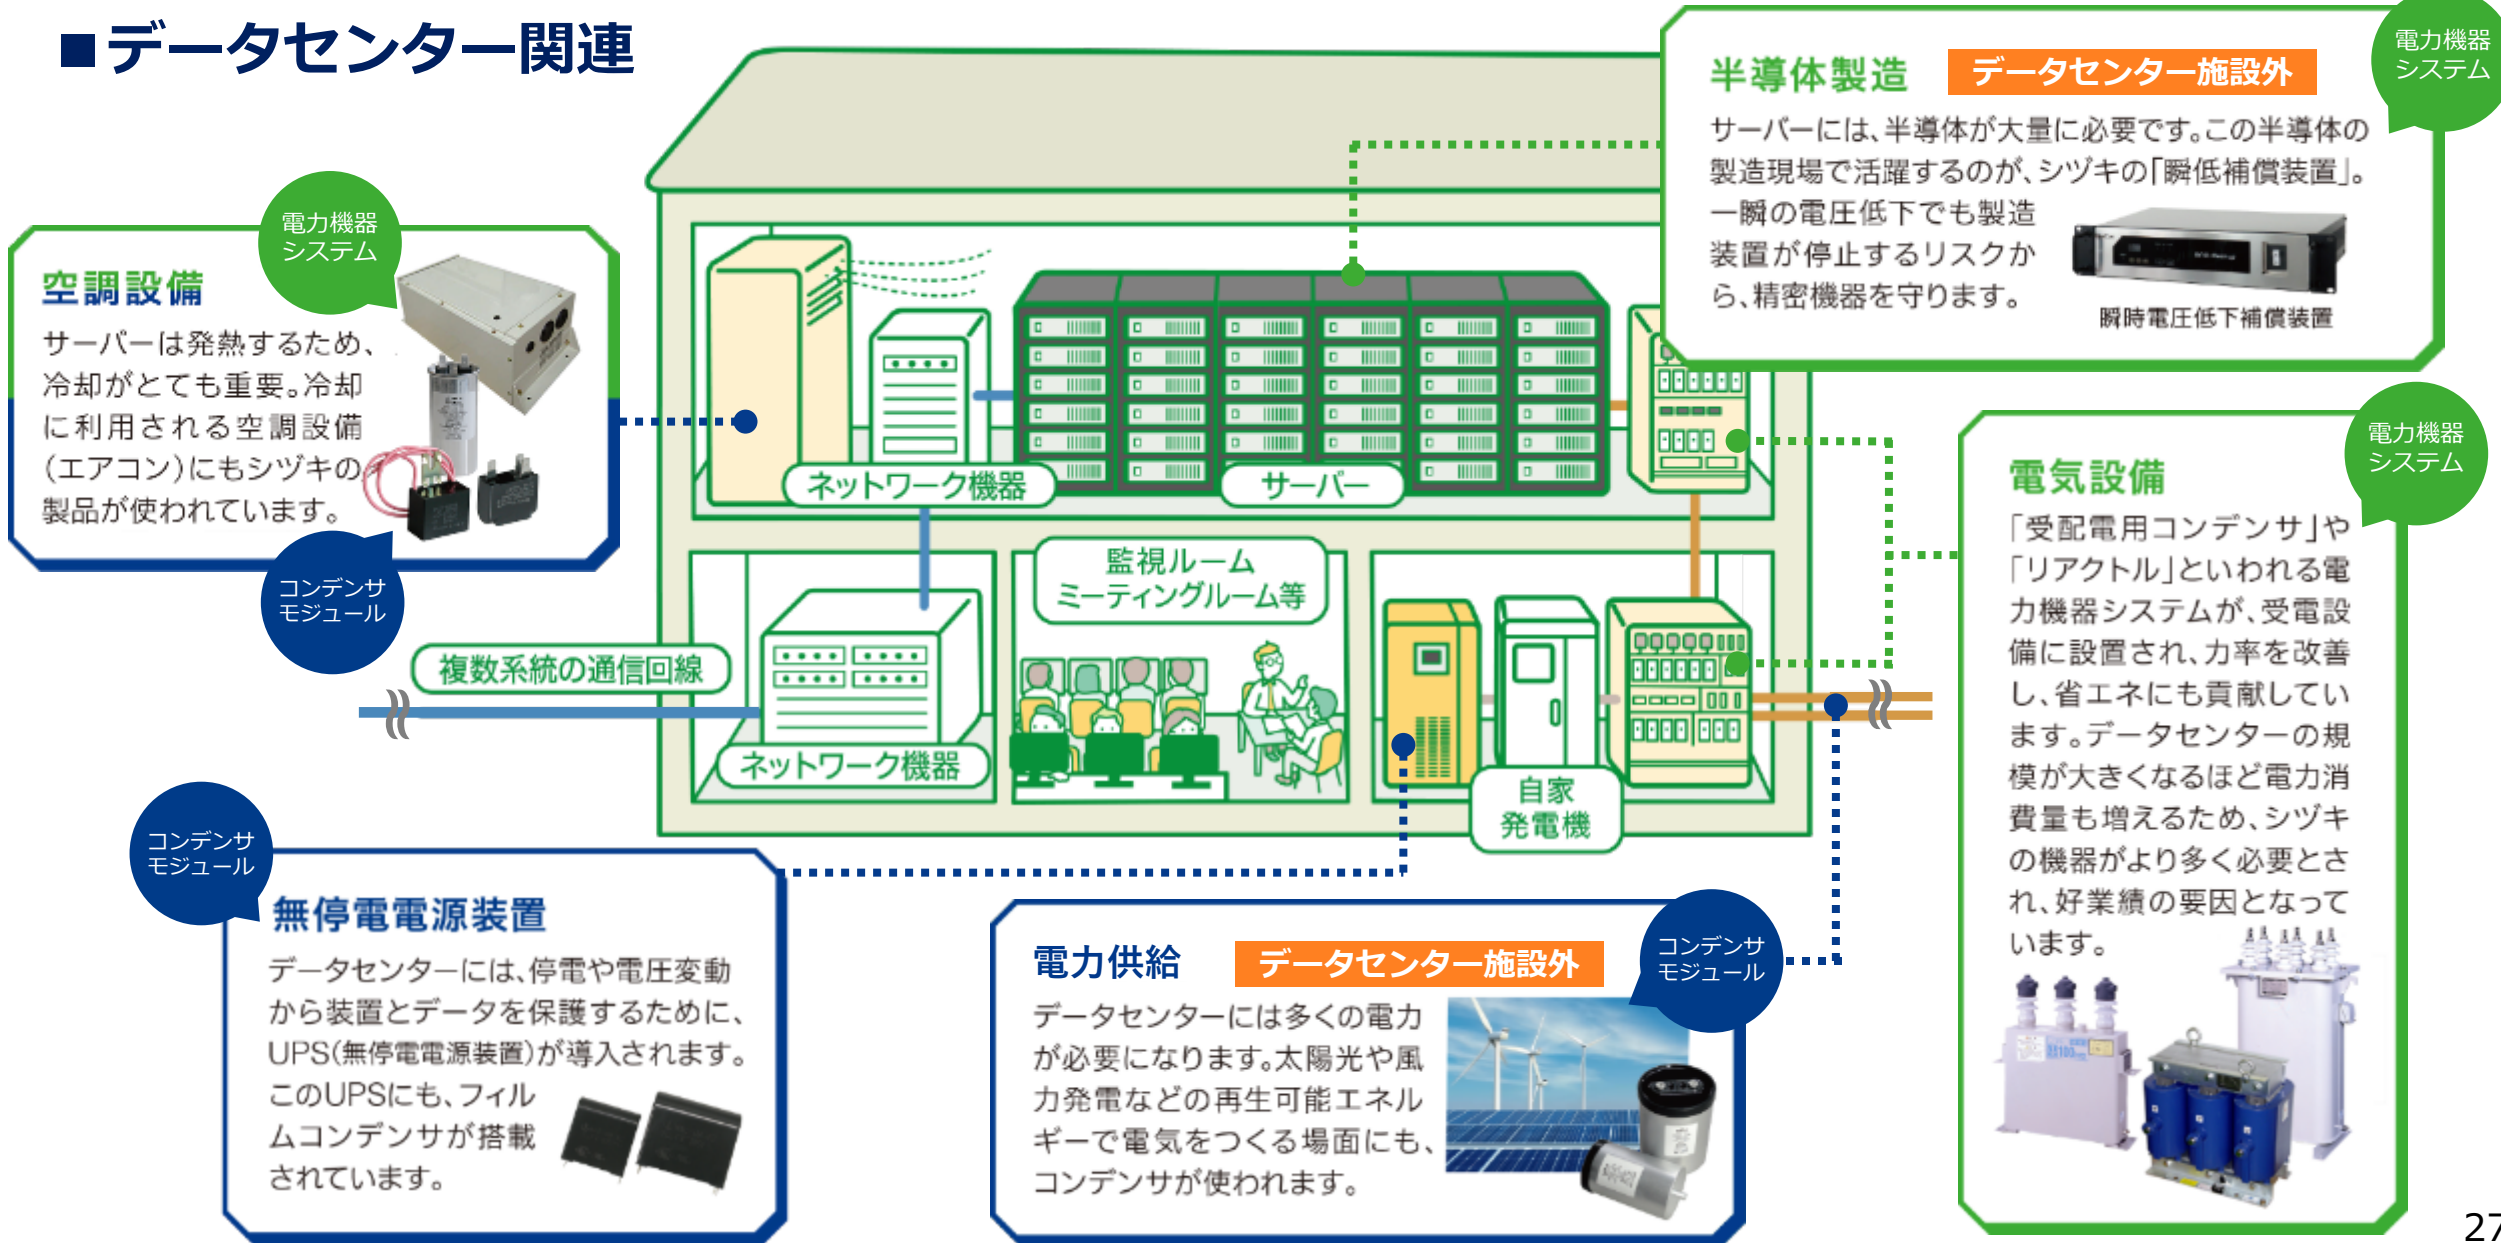 ■データセンター関連
電力機器
システム
半導体製造
データセンター施設外
サーバーには、半導体が大量に必要です。この半導体の
製造現場で活躍するのが、シヅキの「瞬低補償装置」。
一瞬の電圧低下でも製造
装置が停止するリスクか
ら、精密機器を守ります。
瞬時電圧低下補償装置
電力機器
システム
空調設備
サーバーは発熱するため、
冷却がとても重要。冷却
に利用される空調設備
(エアコン)にもシヅキの
製品が使われています。
コンデンサ
モジュール
ネットワーク機器
サーバー
監視ルーム
ミーティングルーム等
複数系統の通信回線
ネットワーク機器
自家
発電機
電力機器
システム
電気設備
「受配電用コンデンサ」や
「リアクトル」といわれる電
力機器システムが、受電設
備に設置され、力率を改善
し、省エネにも貢献してい
ます。データセンターの規
模が大きくなるほど電力消
費量も増えるため、シヅキ
の機器がより多く必要とさ
れ、好業績の要因となって
います。
コンデンサ
モジュール
無停電電源装置
データセンターには、停電や電圧変動
から装置とデータを保護するために、
UPS(無停電電源装置)が導入されます。
このUPSにも、フィル
ムコンデンサが搭載
されています。
電力供給
データセンター施設外
コンデンサ
モジュール
データセンターには多くの電力
が必要になります。太陽光や風
力発電などの再生可能エネル
ギーで電気をつくる場面にも、
コンデンサが使われます。
27